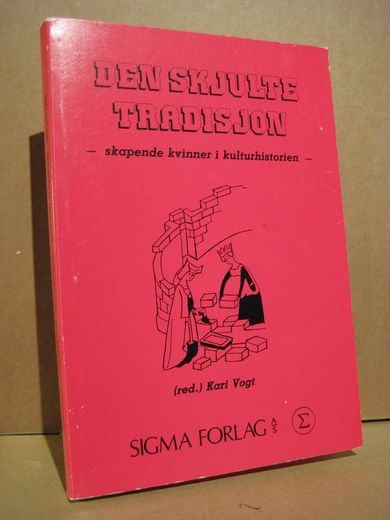 DEN SKJULTE
TRADISJON
– skapende kvinner i kulturhistorien –
(red.) Kari Vogt
SIGMA FORLAG A/S Σ